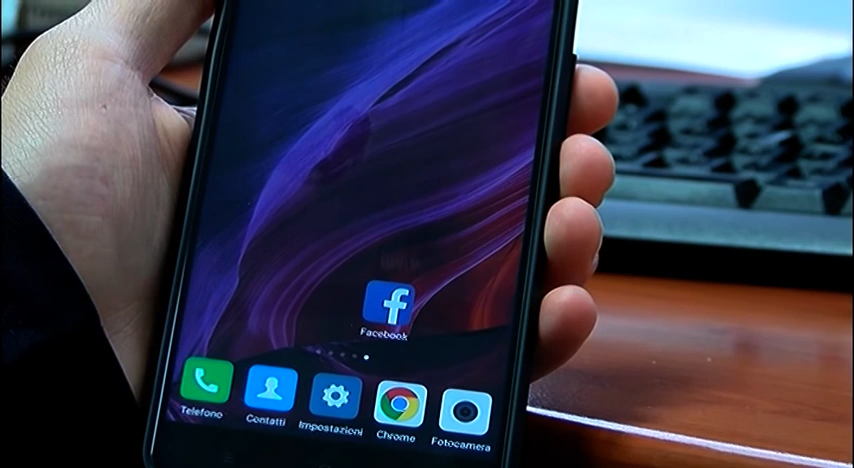 Facebook
Telefono
Contatti
Impostazioni
Chrome
Fotocamera